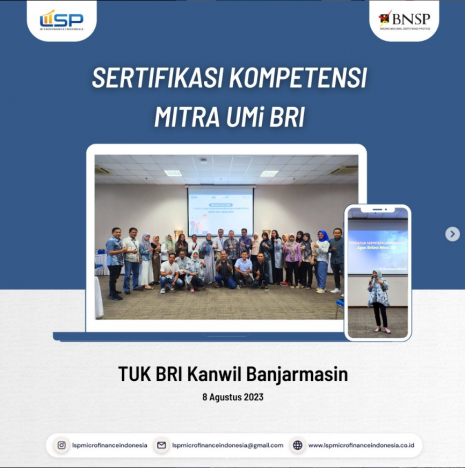 LSP
BNSP
SERTIFIKASI KOMPETENSI
MITRA UMi BRI
TUK BRI Kanwil Banjarmasin
8 Agustus 2023
lspmicrofinanceindonesia
lspmicrofinanceindonesia@gmail.com
www.lspmicrofinanceindonesia.co.id